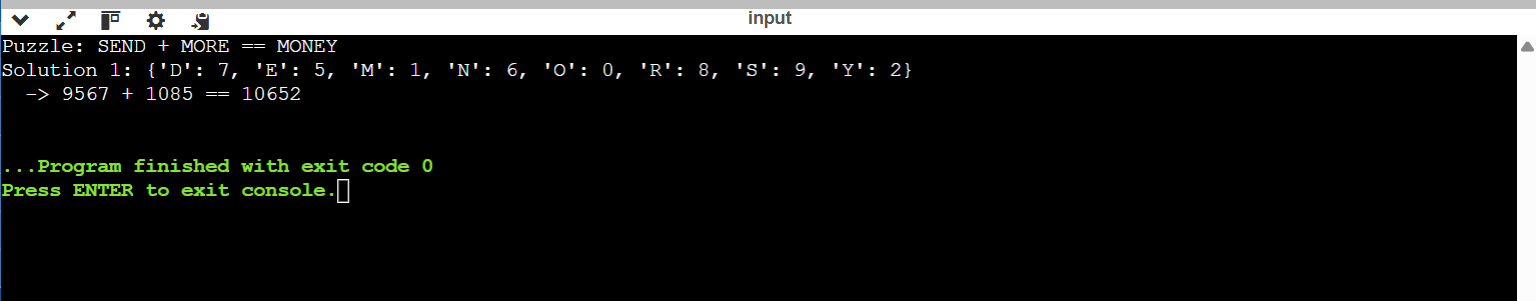 input
Puzzle: SEND + MORE == MONEY
Solution 1: {'D': 7, 'E': 5, 'M': 1, 'N': 6, 'O': 0, 'R': 8, 'S': 9, 'Y': 2}
  -> 9567 + 1085 == 10652
...Program finished with exit code 0
Press ENTER to exit console.